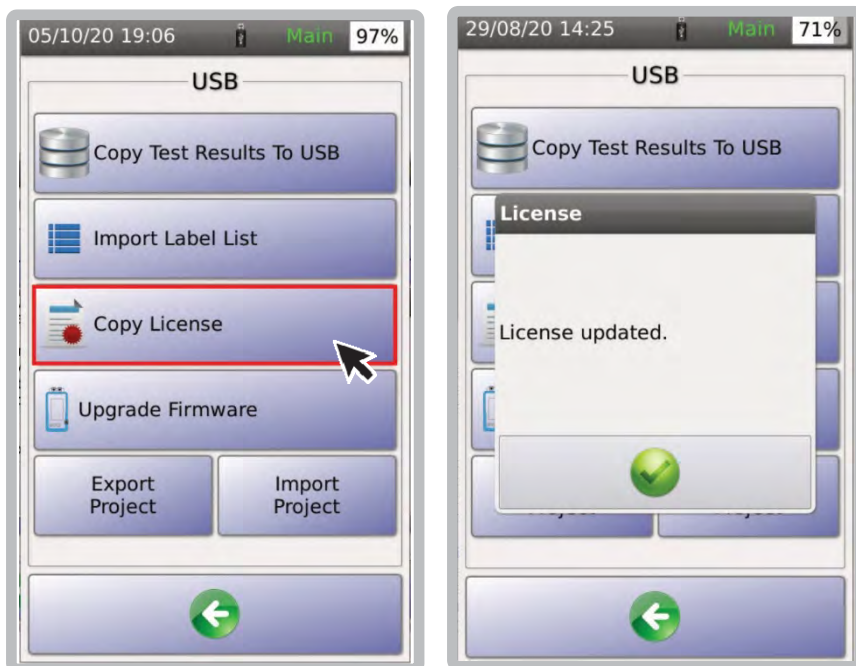 05/10/20 19:06 Main 97%
USB
Copy Test Results To USB
Import Label List
Copy License
Upgrade Firmware
Export
Project
Import
Project
29/08/20 14:25 Main 71%
USB
Copy Test Results To USB
License
License updated.